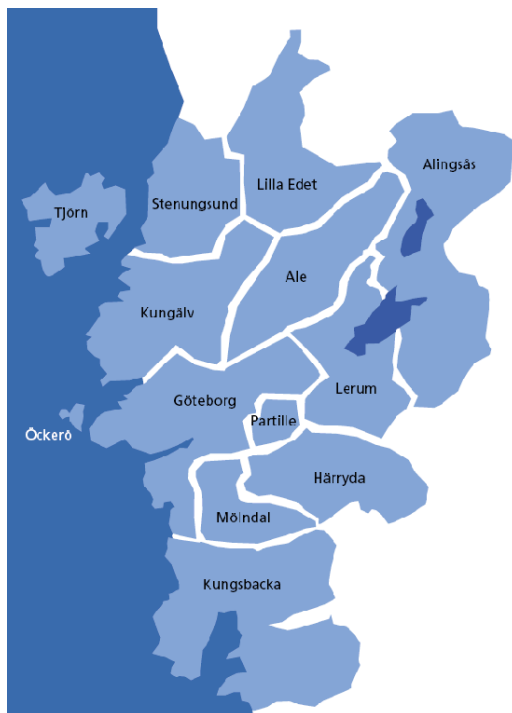 Alingsås
Lilla Edet
Stenungsund
Tjörn
Ale
Kungälv
Lerum
Göteborg
Partille
Öckerö
Härryda
Mölndal
Kungsbacka